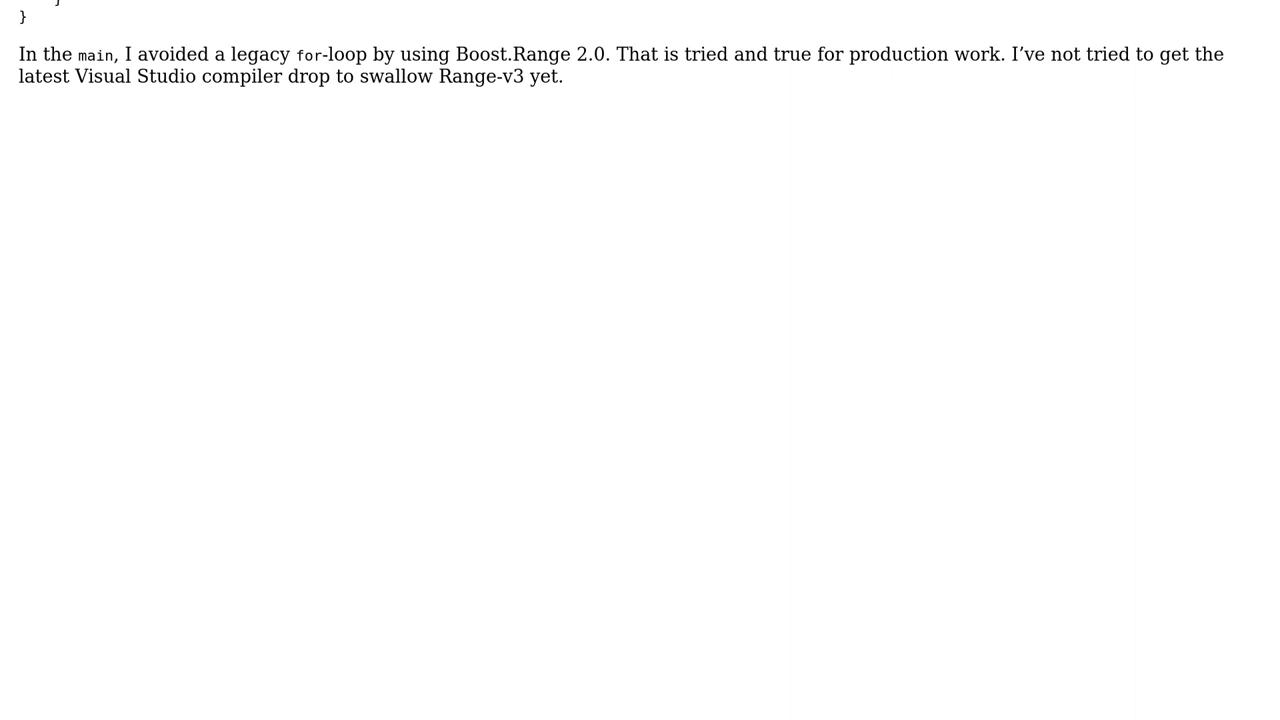 }
}
In the main, I avoided a legacy for-loop by using Boost.Range 2.0. That is tried and true for production work. I’ve not tried to get the
latest Visual Studio compiler drop to swallow Range-v3 yet.